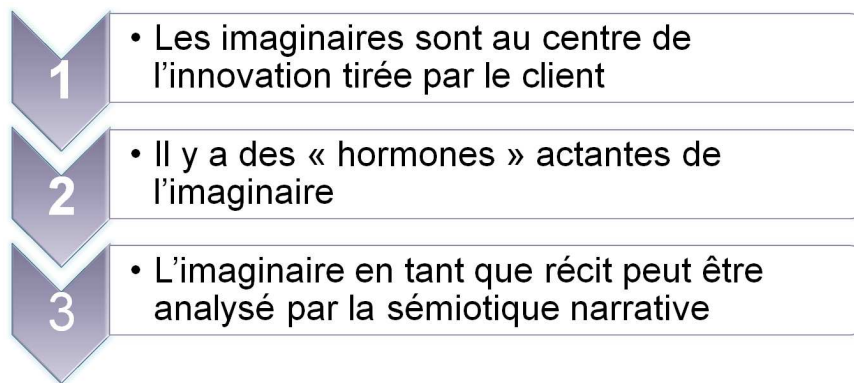 1
• Les imaginaires sont au centre de
l’innovation tirée par le client
2
• Il y a des « hormones » actantes de
l’imaginaire
3
• L’imaginaire en tant que récit peut être
analysé par la sémiotique narrative